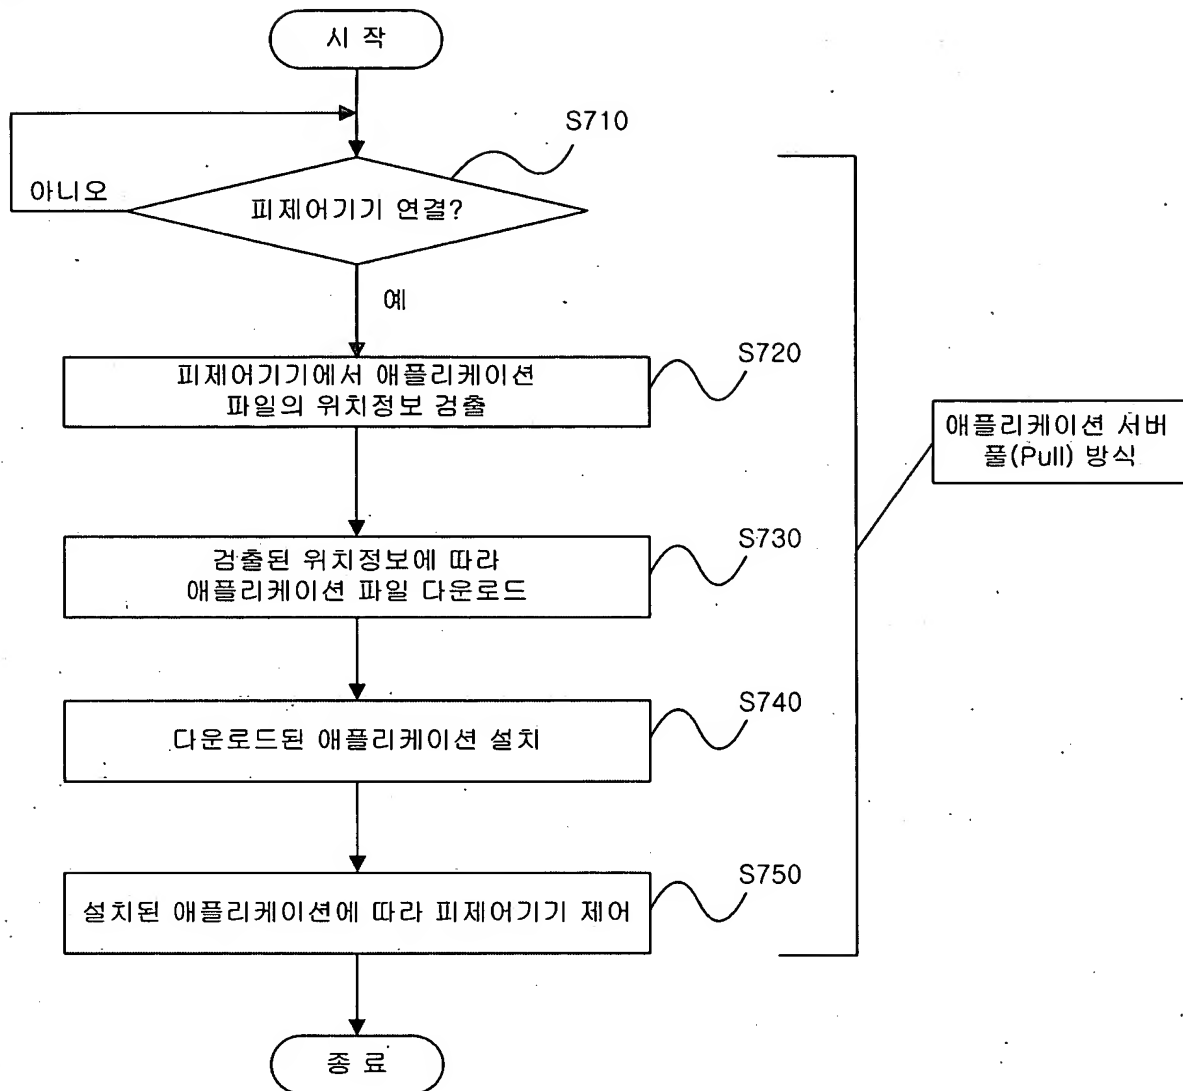 시 작
S710
아니오
피제어기기 연결?
예
S720
피제어기기에서 애플리케이션
파일의 위치정보 검출
애플리케이션 서버
풀(Pull) 방식
S730
검출된 위치정보에 따라
애플리케이션 파일 다운로드
S740
다운로드된 애플리케이션 설치
S750
설치된 애플리케이션에 따라 피제어기기 제어
종 료